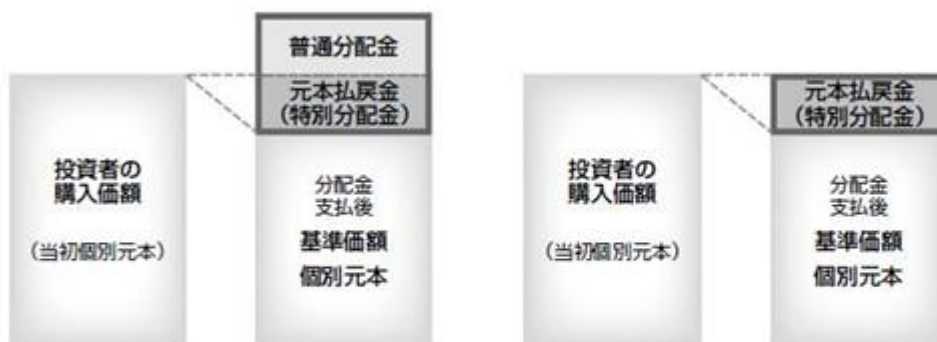 普通分配金
元本払戻金
(特別分配金)
投資者の
購入価額
(当初個別元本)
分配金
支払後
基準価額
個別元本
元本払戻金
(特別分配金)
投資者の
購入価額
(当初個別元本)
分配金
支払後
基準価額
個別元本